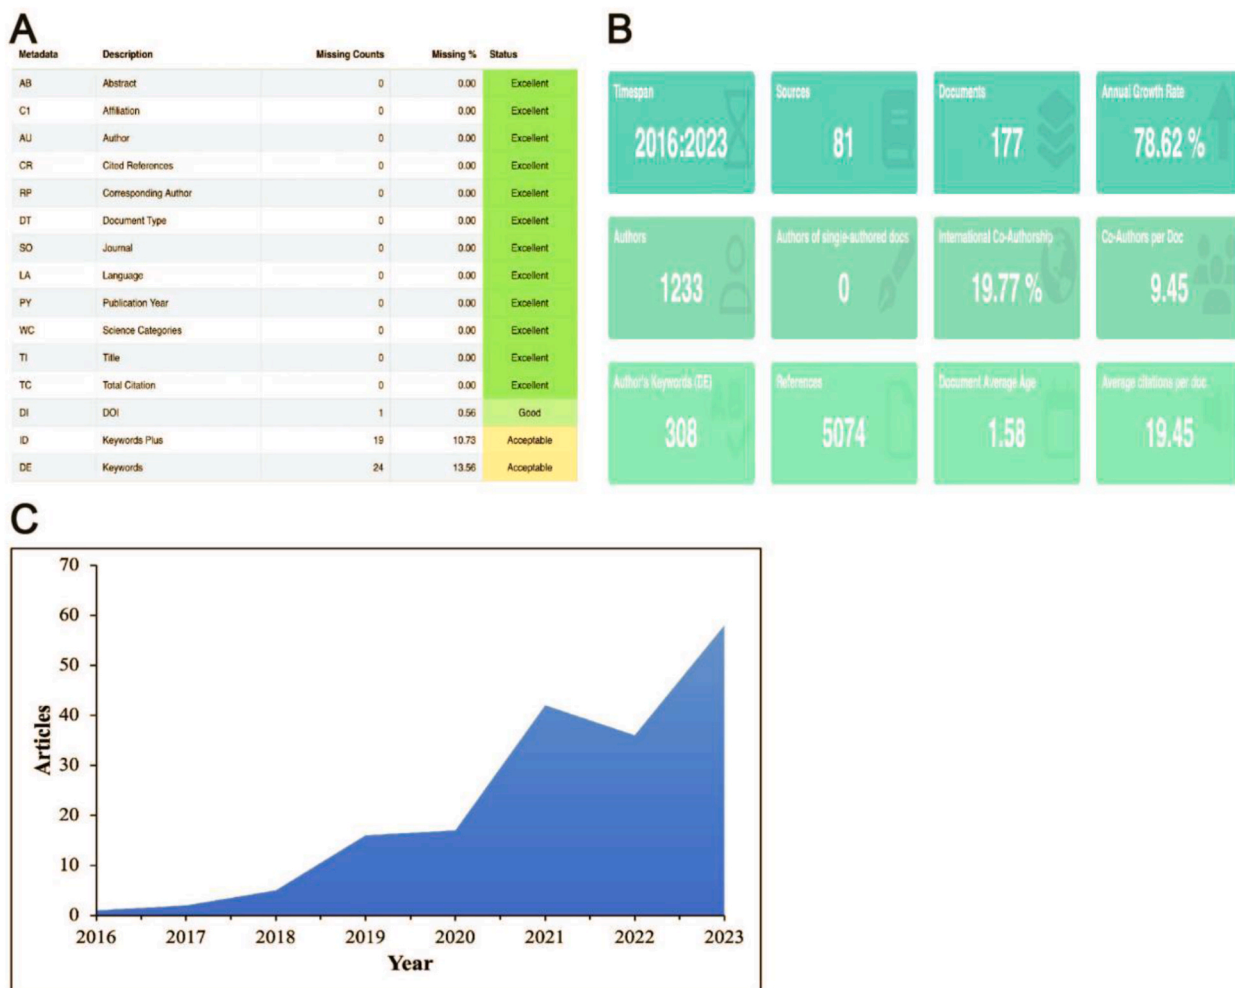 A
Metadata Description Missing Counts Missing % Status
AB Abstract 0 0.00 Excellent
C1 Affiliation 0 0.00 Excellent
AU Author 0 0.00 Excellent
CR Cited References 0 0.00 Excellent
RP Corresponding Author 0 0.00 Excellent
DT Document Type 0 0.00 Excellent
SO Journal 0 0.00 Excellent
LA Language 0 0.00 Excellent
PY Publication Year 0 0.00 Excellent
WC Science Categories 0 0.00 Excellent
TI Title 0 0.00 Excellent
TC Total Citation 0 0.00 Excellent
DI DOI 1 0.56 Good
ID Keywords Plus 19 10.73 Acceptable
DE Keywords 24 13.56 Acceptable
B
Timespan
2016:2023
Sources
81
Documents
177
Annual Growth Rate
78.62 %
Authors
1233
Authors of single-authored docs
0
International Co-Authorship
19.77 %
Co-Authors per Doc
9.45
Author's Keywords (DE)
308
References
5074
Document Average Age
1.58
Average citations per doc
19.45
C
70
60
50
40
30
20
10
0
Articles
2016 2017 2018 2019 2020 2021 2022 2023
Year